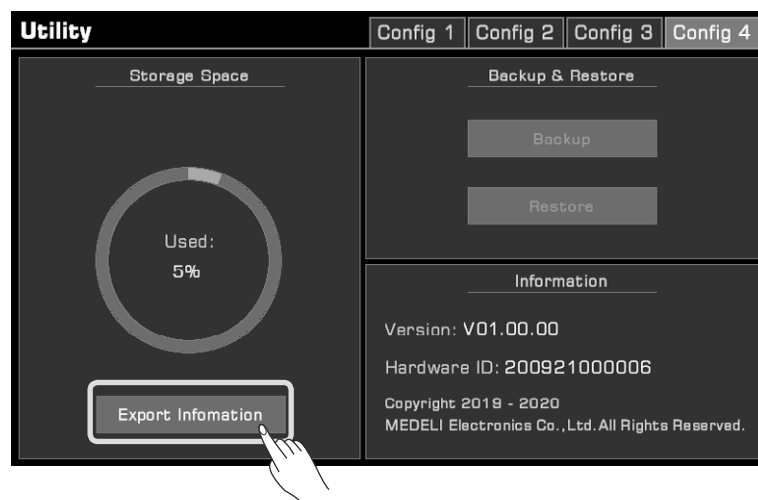 Utility
Config 1
Config 2
Config 3
Config 4
Storage Space
Used:
5%
Export Infomation
Backup & Restore
Backup
Restore
Information
Version: V01.00.00
Hardware ID: 200921000006
Copyright 2019 - 2020
MEDELI Electronics Co.,Ltd.All Rights Reserved.